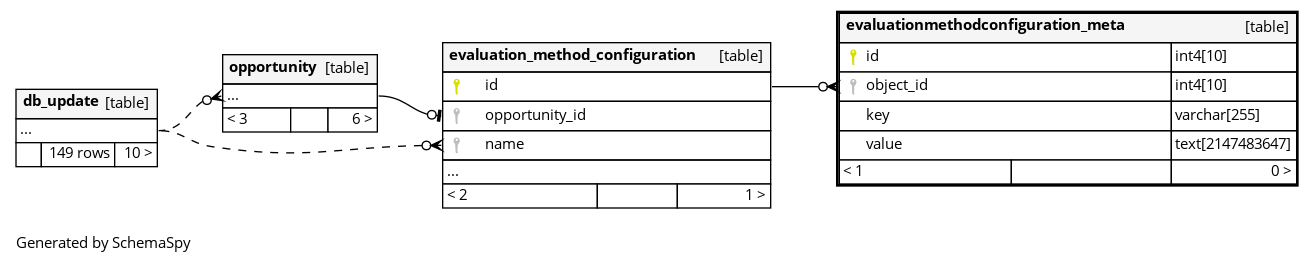 db_update [table]
...
149 rows 10 >
opportunity [table]
...
< 3 6 >
evaluation_method_configuration [table]
id
opportunity_id
name
...
< 2 1 >
evaluationmethodconfiguration_meta [table]
id int4[10]
object_id int4[10]
key varchar[255]
value text[2147483647]
< 1 0 >
Generated by SchemaSpy